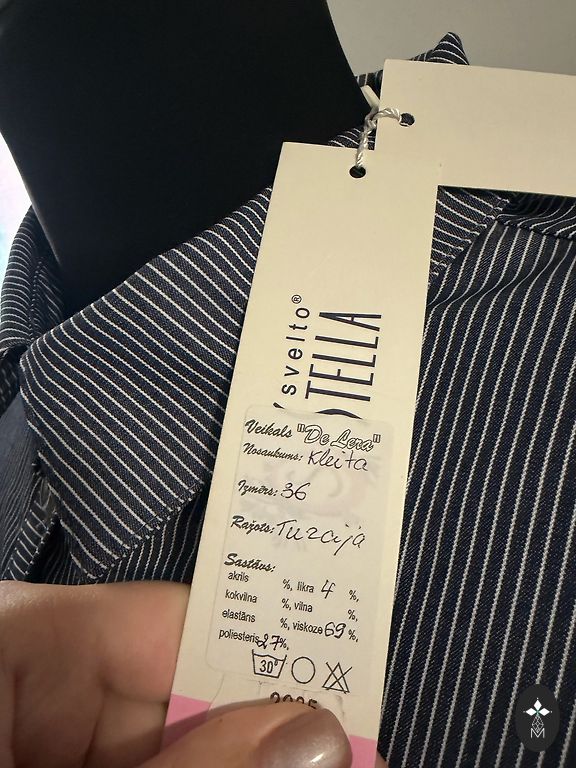 svelto®
STELLA
Veikals "De Lera"
Nosaukums: Kleita
Izmērs: 36
Ražots: Turcija
Sastāvs:
akrils %, likra 4 %,
kokvilna %, vilna %,
elastāns %, viskoze 69 %,
poliesteris 27 %,
30°